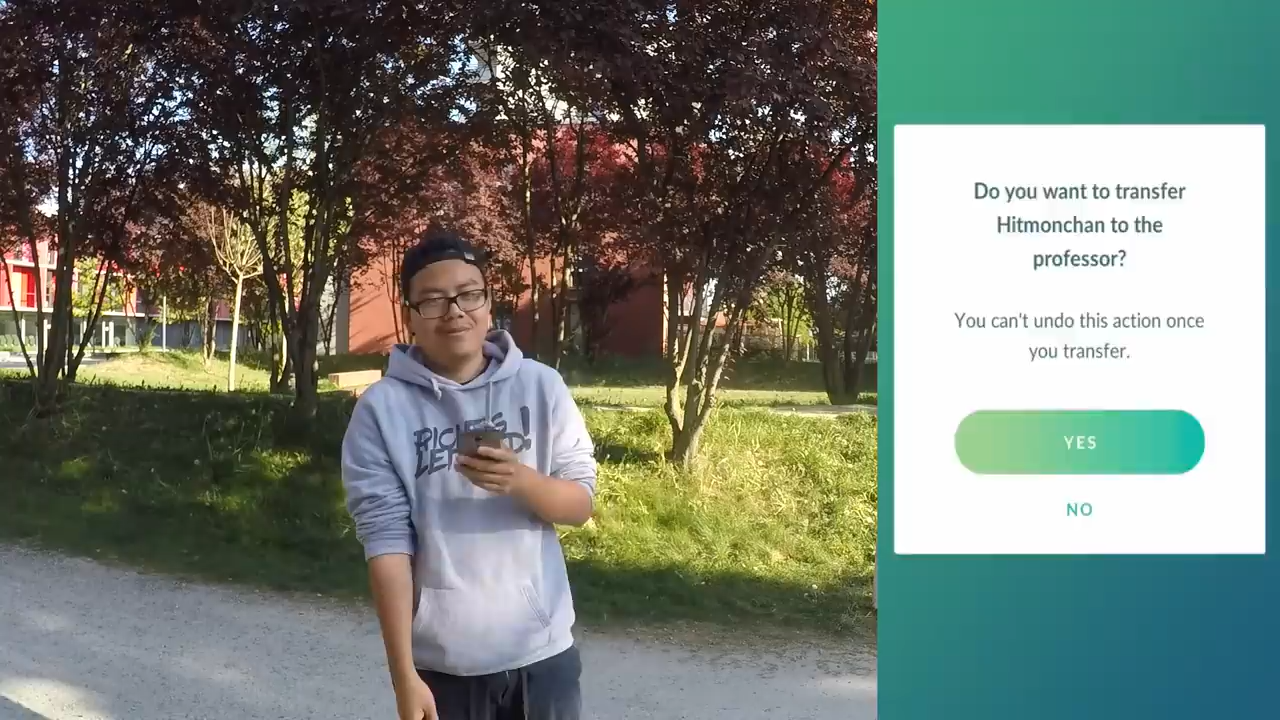 Do you want to transfer
Hitmonchan to the
professor?
You can't undo this action once
you transfer.
YES
NO